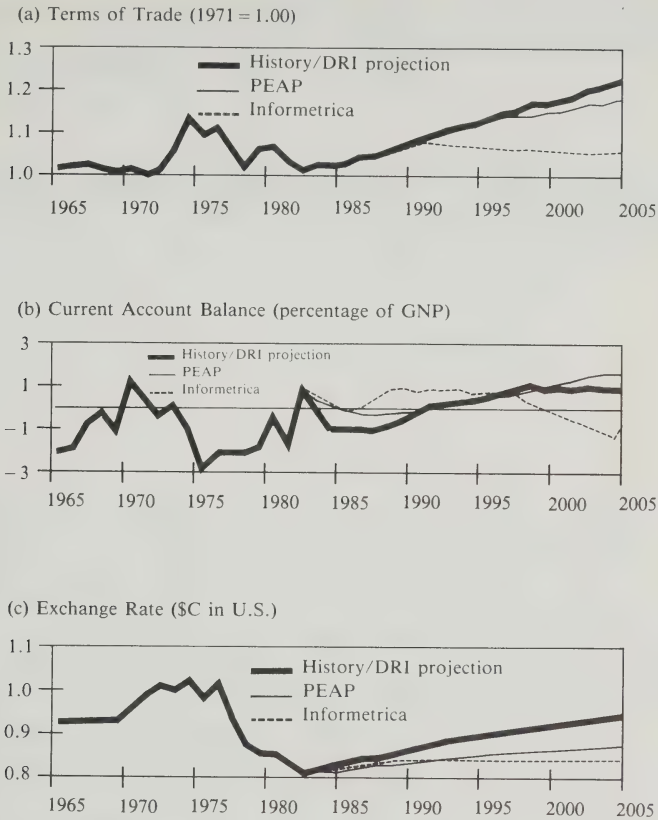 (a) Terms of Trade (1971 = 1.00)
1.3
1.2
1.1
1.0
History/DRI projection
PEAP
Informetrica
1965 1970 1975 1980 1985 1990 1995 2000 2005
(b) Current Account Balance (percentage of GNP)
3
1
−1
−3
History/DRI projection
PEAP
Informetrica
1965 1970 1975 1980 1985 1990 1995 2000 2005
(c) Exchange Rate ($C in U.S.)
1.1
1.0
0.9
0.8
History/DRI projection
PEAP
Informetrica
1965 1970 1975 1980 1985 1990 1995 2000 2005